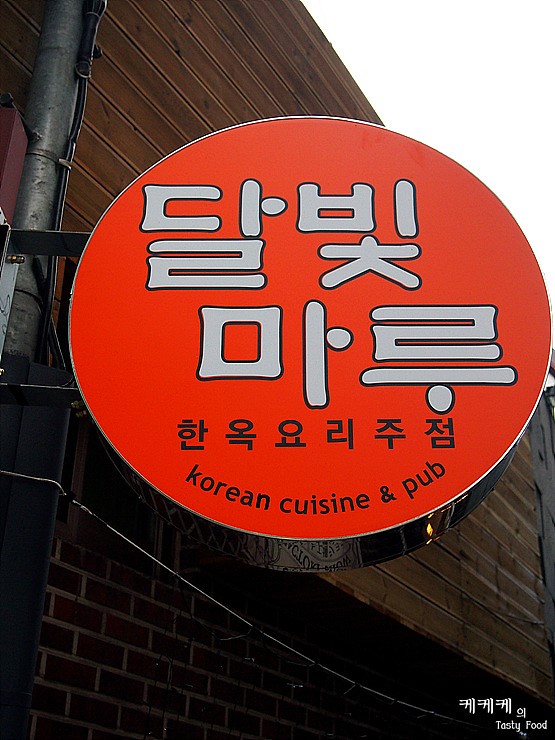 달빛
마루
한옥요리주점
korean cuisine & pub
케케케의
Tasty Food